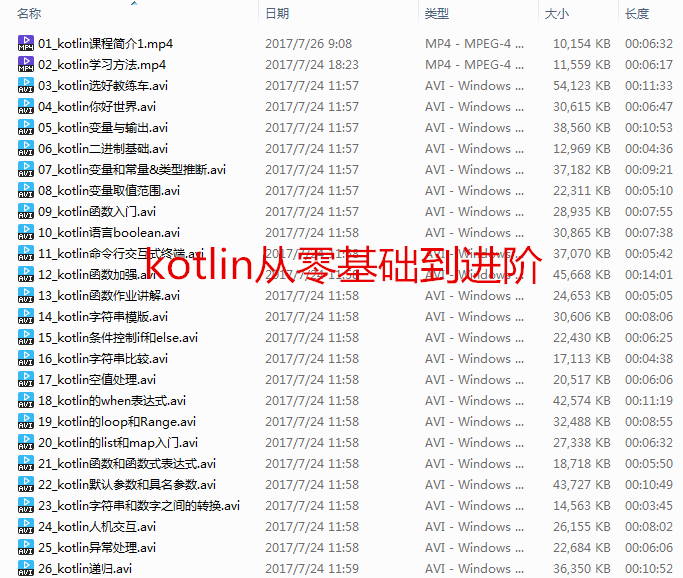 名称 日期 类型 大小 长度
01_kotlin课程简介1.mp4 2017/7/26 9:08 MP4 - MPEG-4 ... 10,154 KB 00:06:32
02_kotlin学习方法.mp4 2017/7/24 18:23 MP4 - MPEG-4 ... 11,559 KB 00:06:17
03_kotlin选好教练车.avi 2017/7/24 11:57 AVI - Windows ... 54,123 KB 00:11:33
04_kotlin你好世界.avi 2017/7/24 11:57 AVI - Windows ... 30,615 KB 00:06:47
05_kotlin变量与输出.avi 2017/7/24 11:57 AVI - Windows ... 38,560 KB 00:10:53
06_kotlin二进制基础.avi 2017/7/24 11:57 AVI - Windows ... 12,969 KB 00:04:36
07_kotlin变量和常量&类型推断.avi 2017/7/24 11:57 AVI - Windows ... 37,182 KB 00:09:21
08_kotlin变量取值范围.avi 2017/7/24 11:57 AVI - Windows ... 22,311 KB 00:05:10
09_kotlin函数入门.avi 2017/7/24 11:57 AVI - Windows ... 28,935 KB 00:07:55
10_kotlin语言boolean.avi 2017/7/24 11:58 AVI - Windows ... 30,865 KB 00:07:38
11_kotlin命令行交互式终端.avi 2017/7/24 11:58 AVI - Windows ... 37,070 KB 00:05:42
kotlin从零基础到进阶
12_kotlin函数加强.avi 2017/7/24 11:58 AVI - Windows ... 45,668 KB 00:14:01
13_kotlin函数作业讲解.avi 2017/7/24 11:58 AVI - Windows ... 24,653 KB 00:05:05
14_kotlin字符串模版.avi 2017/7/24 11:58 AVI - Windows ... 30,606 KB 00:08:06
15_kotlin条件控制if和else.avi 2017/7/24 11:58 AVI - Windows ... 22,430 KB 00:06:25
16_kotlin字符串比较.avi 2017/7/24 11:58 AVI - Windows ... 17,113 KB 00:04:38
17_kotlin空值处理.avi 2017/7/24 11:58 AVI - Windows ... 20,517 KB 00:06:06
18_kotlin的when表达式.avi 2017/7/24 11:58 AVI - Windows ... 42,574 KB 00:11:19
19_kotlin的loop和Range.avi 2017/7/24 11:58 AVI - Windows ... 32,488 KB 00:08:55
20_kotlin的list和map入门.avi 2017/7/24 11:58 AVI - Windows ... 27,338 KB 00:06:32
21_kotlin函数和函数式表达式.avi 2017/7/24 11:58 AVI - Windows ... 18,718 KB 00:05:50
22_kotlin默认参数和具名参数.avi 2017/7/24 11:58 AVI - Windows ... 43,727 KB 00:10:49
23_kotlin字符串和数字之间的转换.avi 2017/7/24 11:58 AVI - Windows ... 14,563 KB 00:03:45
24_kotlin人机交互.avi 2017/7/24 11:58 AVI - Windows ... 26,155 KB 00:08:02
25_kotlin异常处理.avi 2017/7/24 11:58 AVI - Windows ... 22,684 KB 00:06:06
26_kotlin递归.avi 2017/7/24 11:59 AVI - Windows ... 36,350 KB 00:10:52